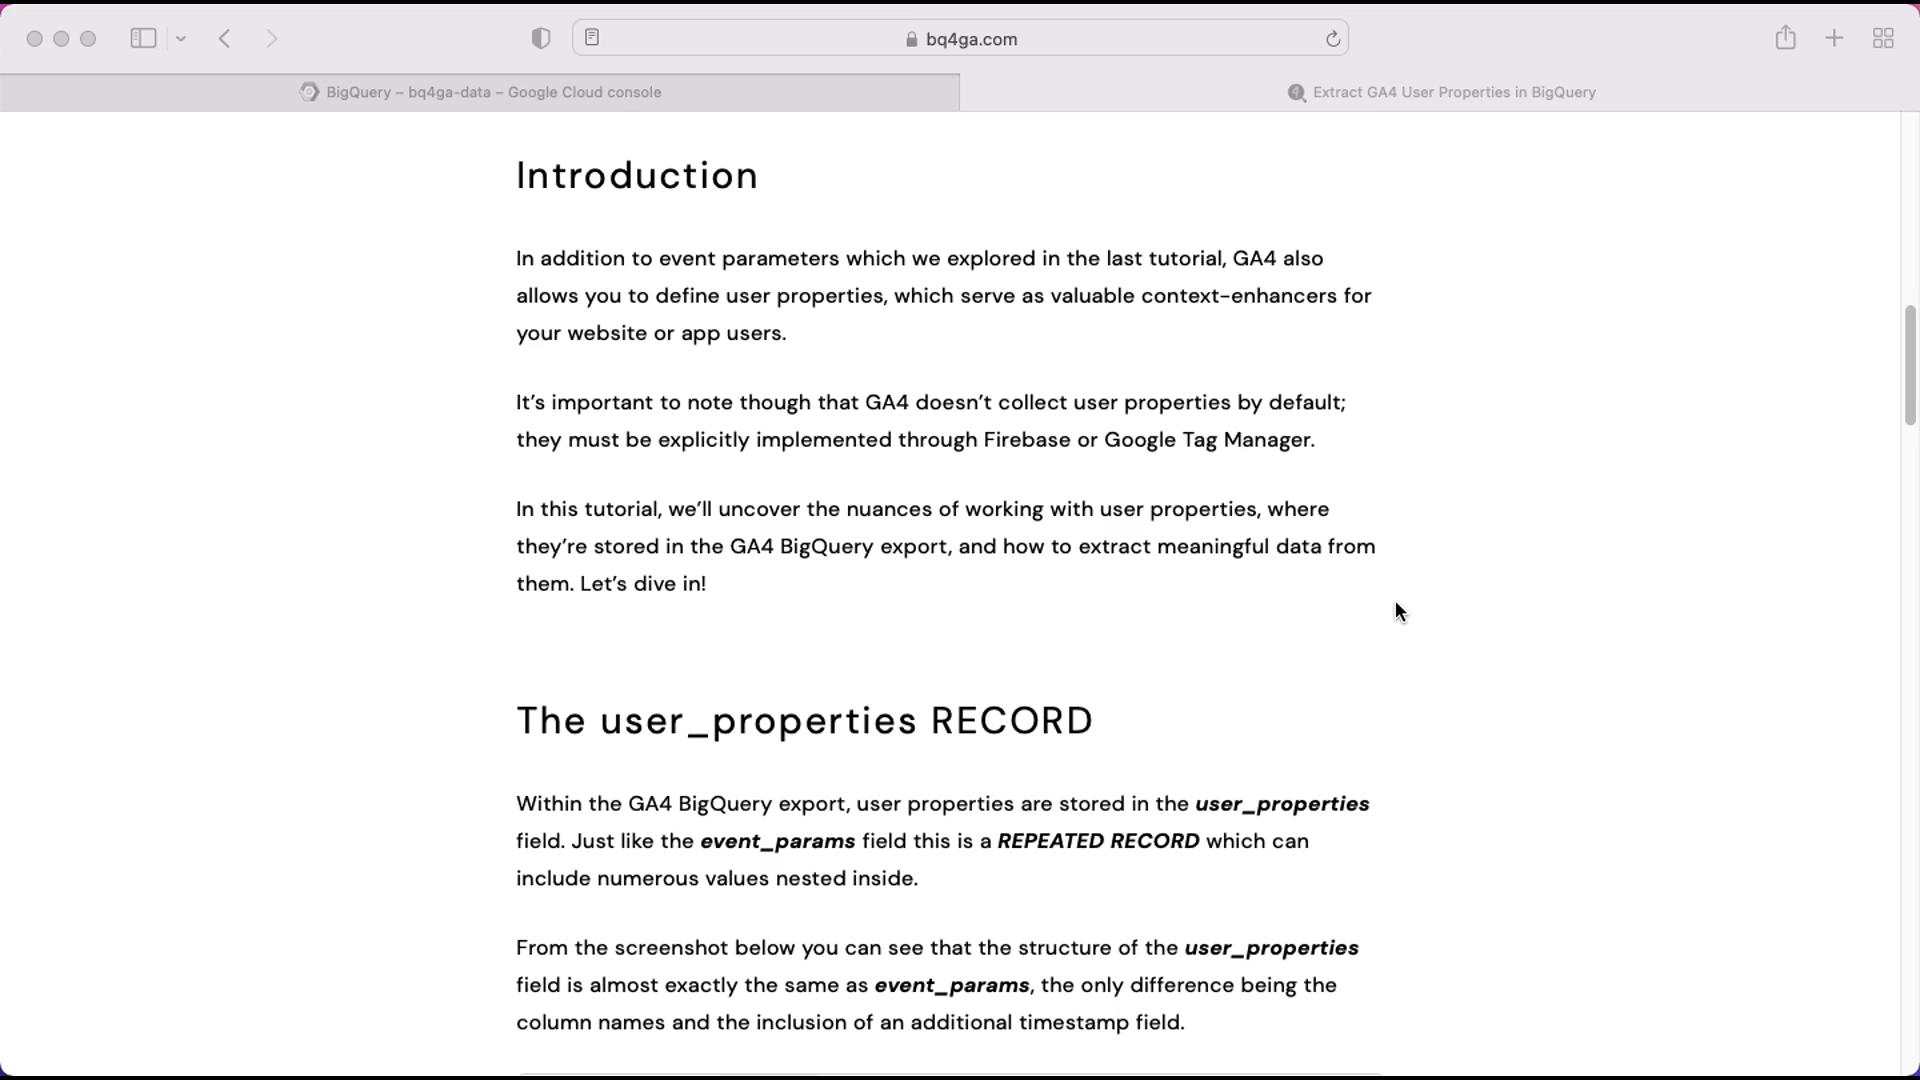 bq4ga.com
BigQuery – bq4ga-data – Google Cloud console
Extract GA4 User Properties in BigQuery
Introduction
In addition to event parameters which we explored in the last tutorial, GA4 also
allows you to define user properties, which serve as valuable context-enhancers for
your website or app users.
It’s important to note though that GA4 doesn’t collect user properties by default;
they must be explicitly implemented through Firebase or Google Tag Manager.
In this tutorial, we’ll uncover the nuances of working with user properties, where
they’re stored in the GA4 BigQuery export, and how to extract meaningful data from
them. Let’s dive in!
The user_properties RECORD
Within the GA4 BigQuery export, user properties are stored in the user_properties
field. Just like the event_params field this is a REPEATED RECORD which can
include numerous values nested inside.
From the screenshot below you can see that the structure of the user_properties
field is almost exactly the same as event_params, the only difference being the
column names and the inclusion of an additional timestamp field.